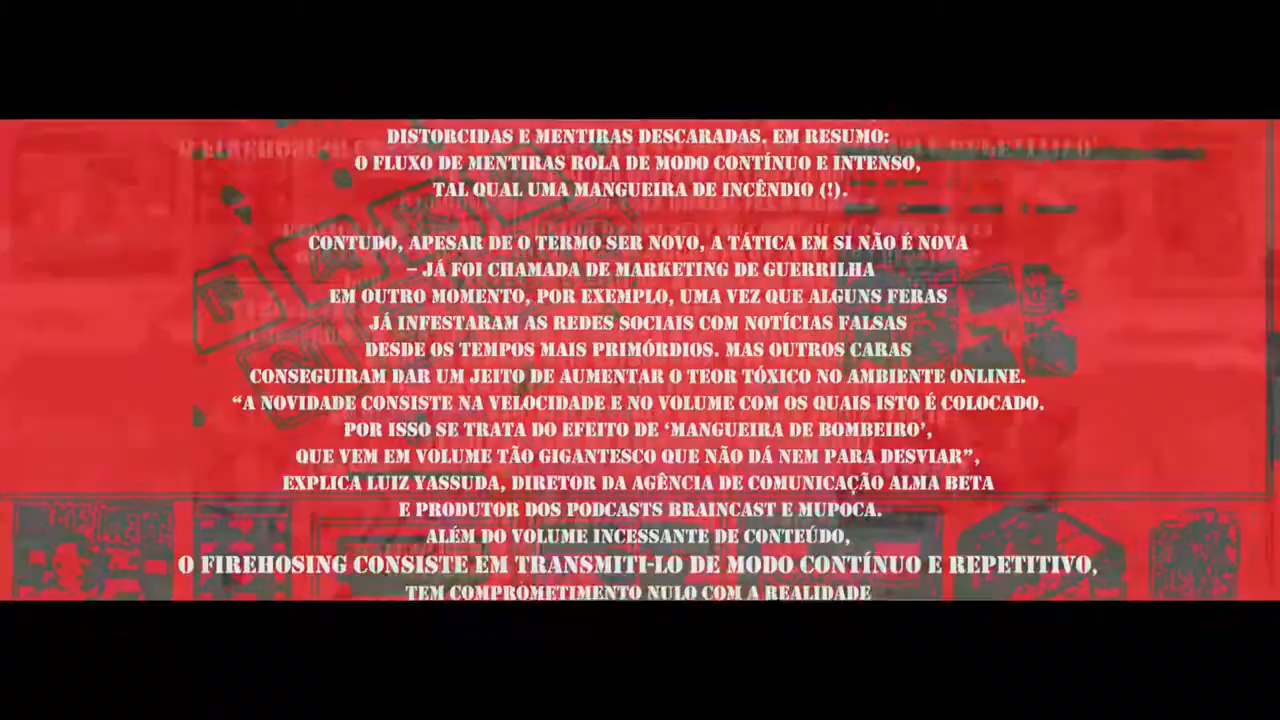 DISTORCIDAS E MENTIRAS DESCARADAS. EM RESUMO:
O FLUXO DE MENTIRAS ROLA DE MODO CONTÍNUO E INTENSO,
TAL QUAL UMA MANGUEIRA DE INCÊNDIO (!).
CONTUDO, APESAR DE O TERMO SER NOVO, A TÁTICA EM SI NÃO É NOVA
– JÁ FOI CHAMADA DE MARKETING DE GUERRILHA
EM OUTRO MOMENTO, POR EXEMPLO, UMA VEZ QUE ALGUNS FERAS
JÁ INFESTARAM AS REDES SOCIAIS COM NOTÍCIAS FALSAS
DESDE OS TEMPOS MAIS PRIMÓRDIOS. MAS OUTROS CARAS
CONSEGUIRAM DAR UM JEITO DE AUMENTAR O TEOR TÓXICO NO AMBIENTE ONLINE.
“A NOVIDADE CONSISTE NA VELOCIDADE E NO VOLUME COM OS QUAIS ISTO É COLOCADO.
POR ISSO SE TRATA DO EFEITO DE ‘MANGUEIRA DE BOMBEIRO’,
QUE VEM EM VOLUME TÃO GIGANTESCO QUE NÃO DÁ NEM PARA DESVIAR”,
EXPLICA LUIZ YASSUDA, DIRETOR DA AGÊNCIA DE COMUNICAÇÃO ALMA BETA
E PRODUTOR DOS PODCASTS BRAINCAST E MUPOCA.
ALÉM DO VOLUME INCESSANTE DE CONTEÚDO,
O FIREHOSING CONSISTE EM TRANSMITI-LO DE MODO CONTÍNUO E REPETITIVO,
TEM COMPROMETIMENTO NULO COM A REALIDADE
FAKE
NEWS